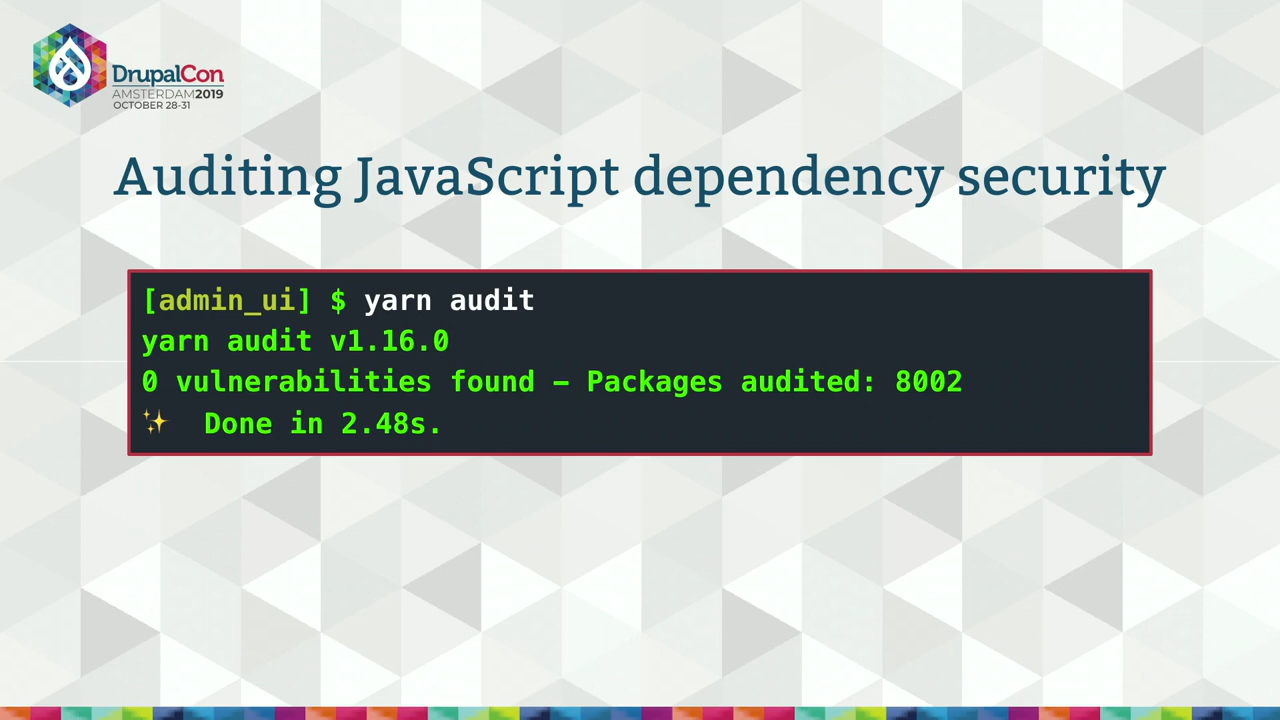 DrupalCon
AMSTERDAM2019
OCTOBER 28-31
Auditing JavaScript dependency security
[admin_ui] $ yarn audit
yarn audit v1.16.0
0 vulnerabilities found – Packages audited: 8002
✨ Done in 2.48s.